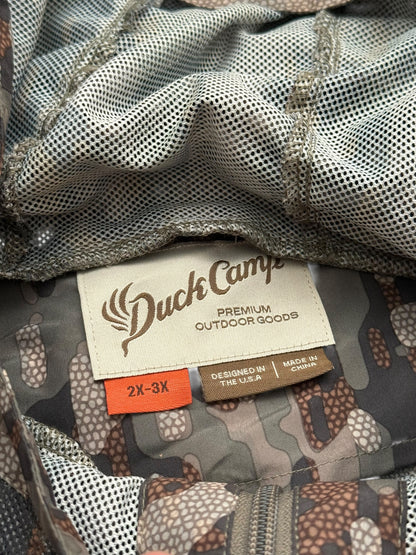 Duck Camp
PREMIUM
OUTDOOR GOODS
2X-3X
DESIGNED IN
THE U.S.A
MADE IN
CHINA